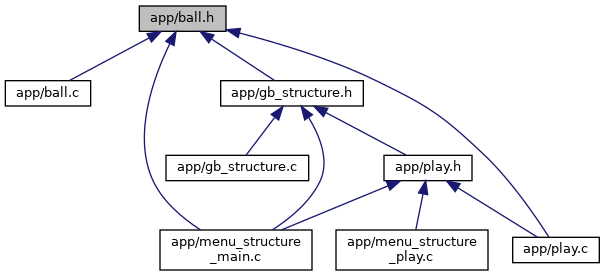 app/ball.h
app/ball.c
app/gb_structure.h
app/gb_structure.c
app/play.h
app/menu_structure
_main.c
app/menu_structure
_play.c
app/play.c